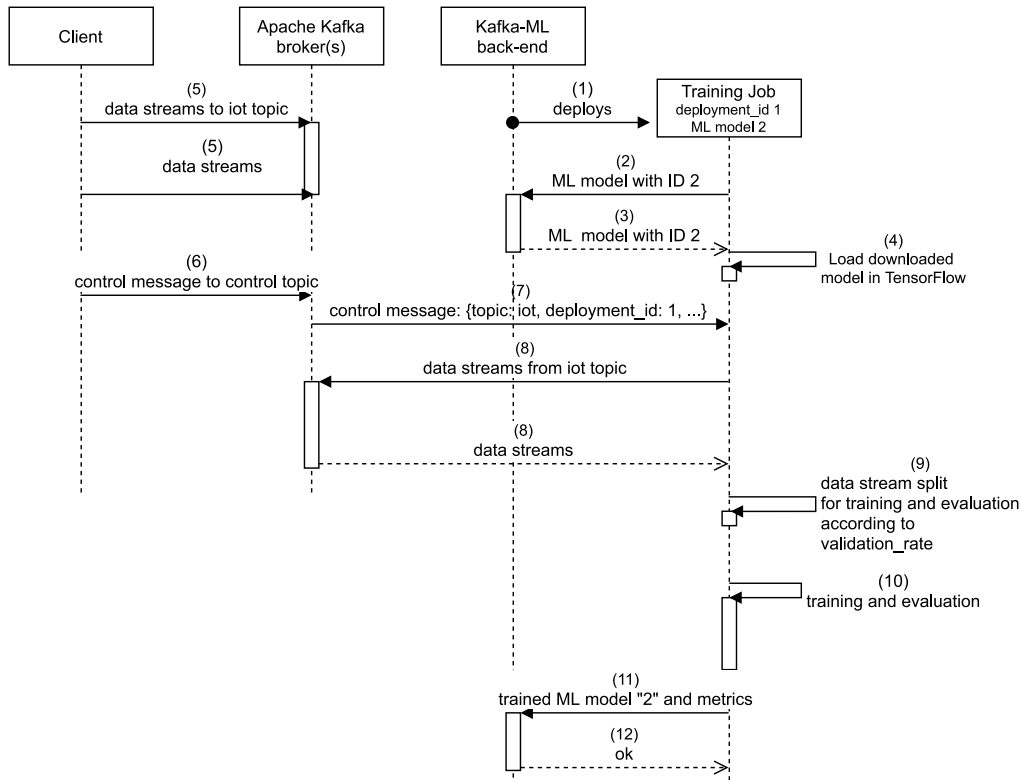 Client
Apache Kafka
broker(s)
Kafka-ML
back-end
Training Job
deployment_id 1
ML model 2
(1)
deploys
(5)
data streams to iot topic
(5)
data streams
(2)
ML model with ID 2
(3)
ML model with ID 2
(4)
Load downloaded
model in TensorFlow
(6)
control message to control topic
(7)
control message: {topic: iot, deployment_id: 1, ...}
(8)
data streams from iot topic
(8)
data streams
(9)
data stream split
for training and evaluation
according to
validation_rate
(10)
training and evaluation
(11)
trained ML model "2" and metrics
(12)
ok